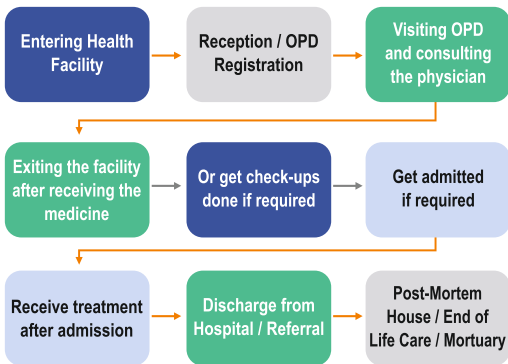 Entering Health
Facility
Reception / OPD
Registration
Visiting OPD
and consulting
the physician
Exiting the facility
after receiving the
medicine
Or get check-ups
done if required
Get admitted
if required
Receive treatment
after admission
Discharge from
Hospital / Referral
Post-Mortem
House / End of
Life Care / Mortuary